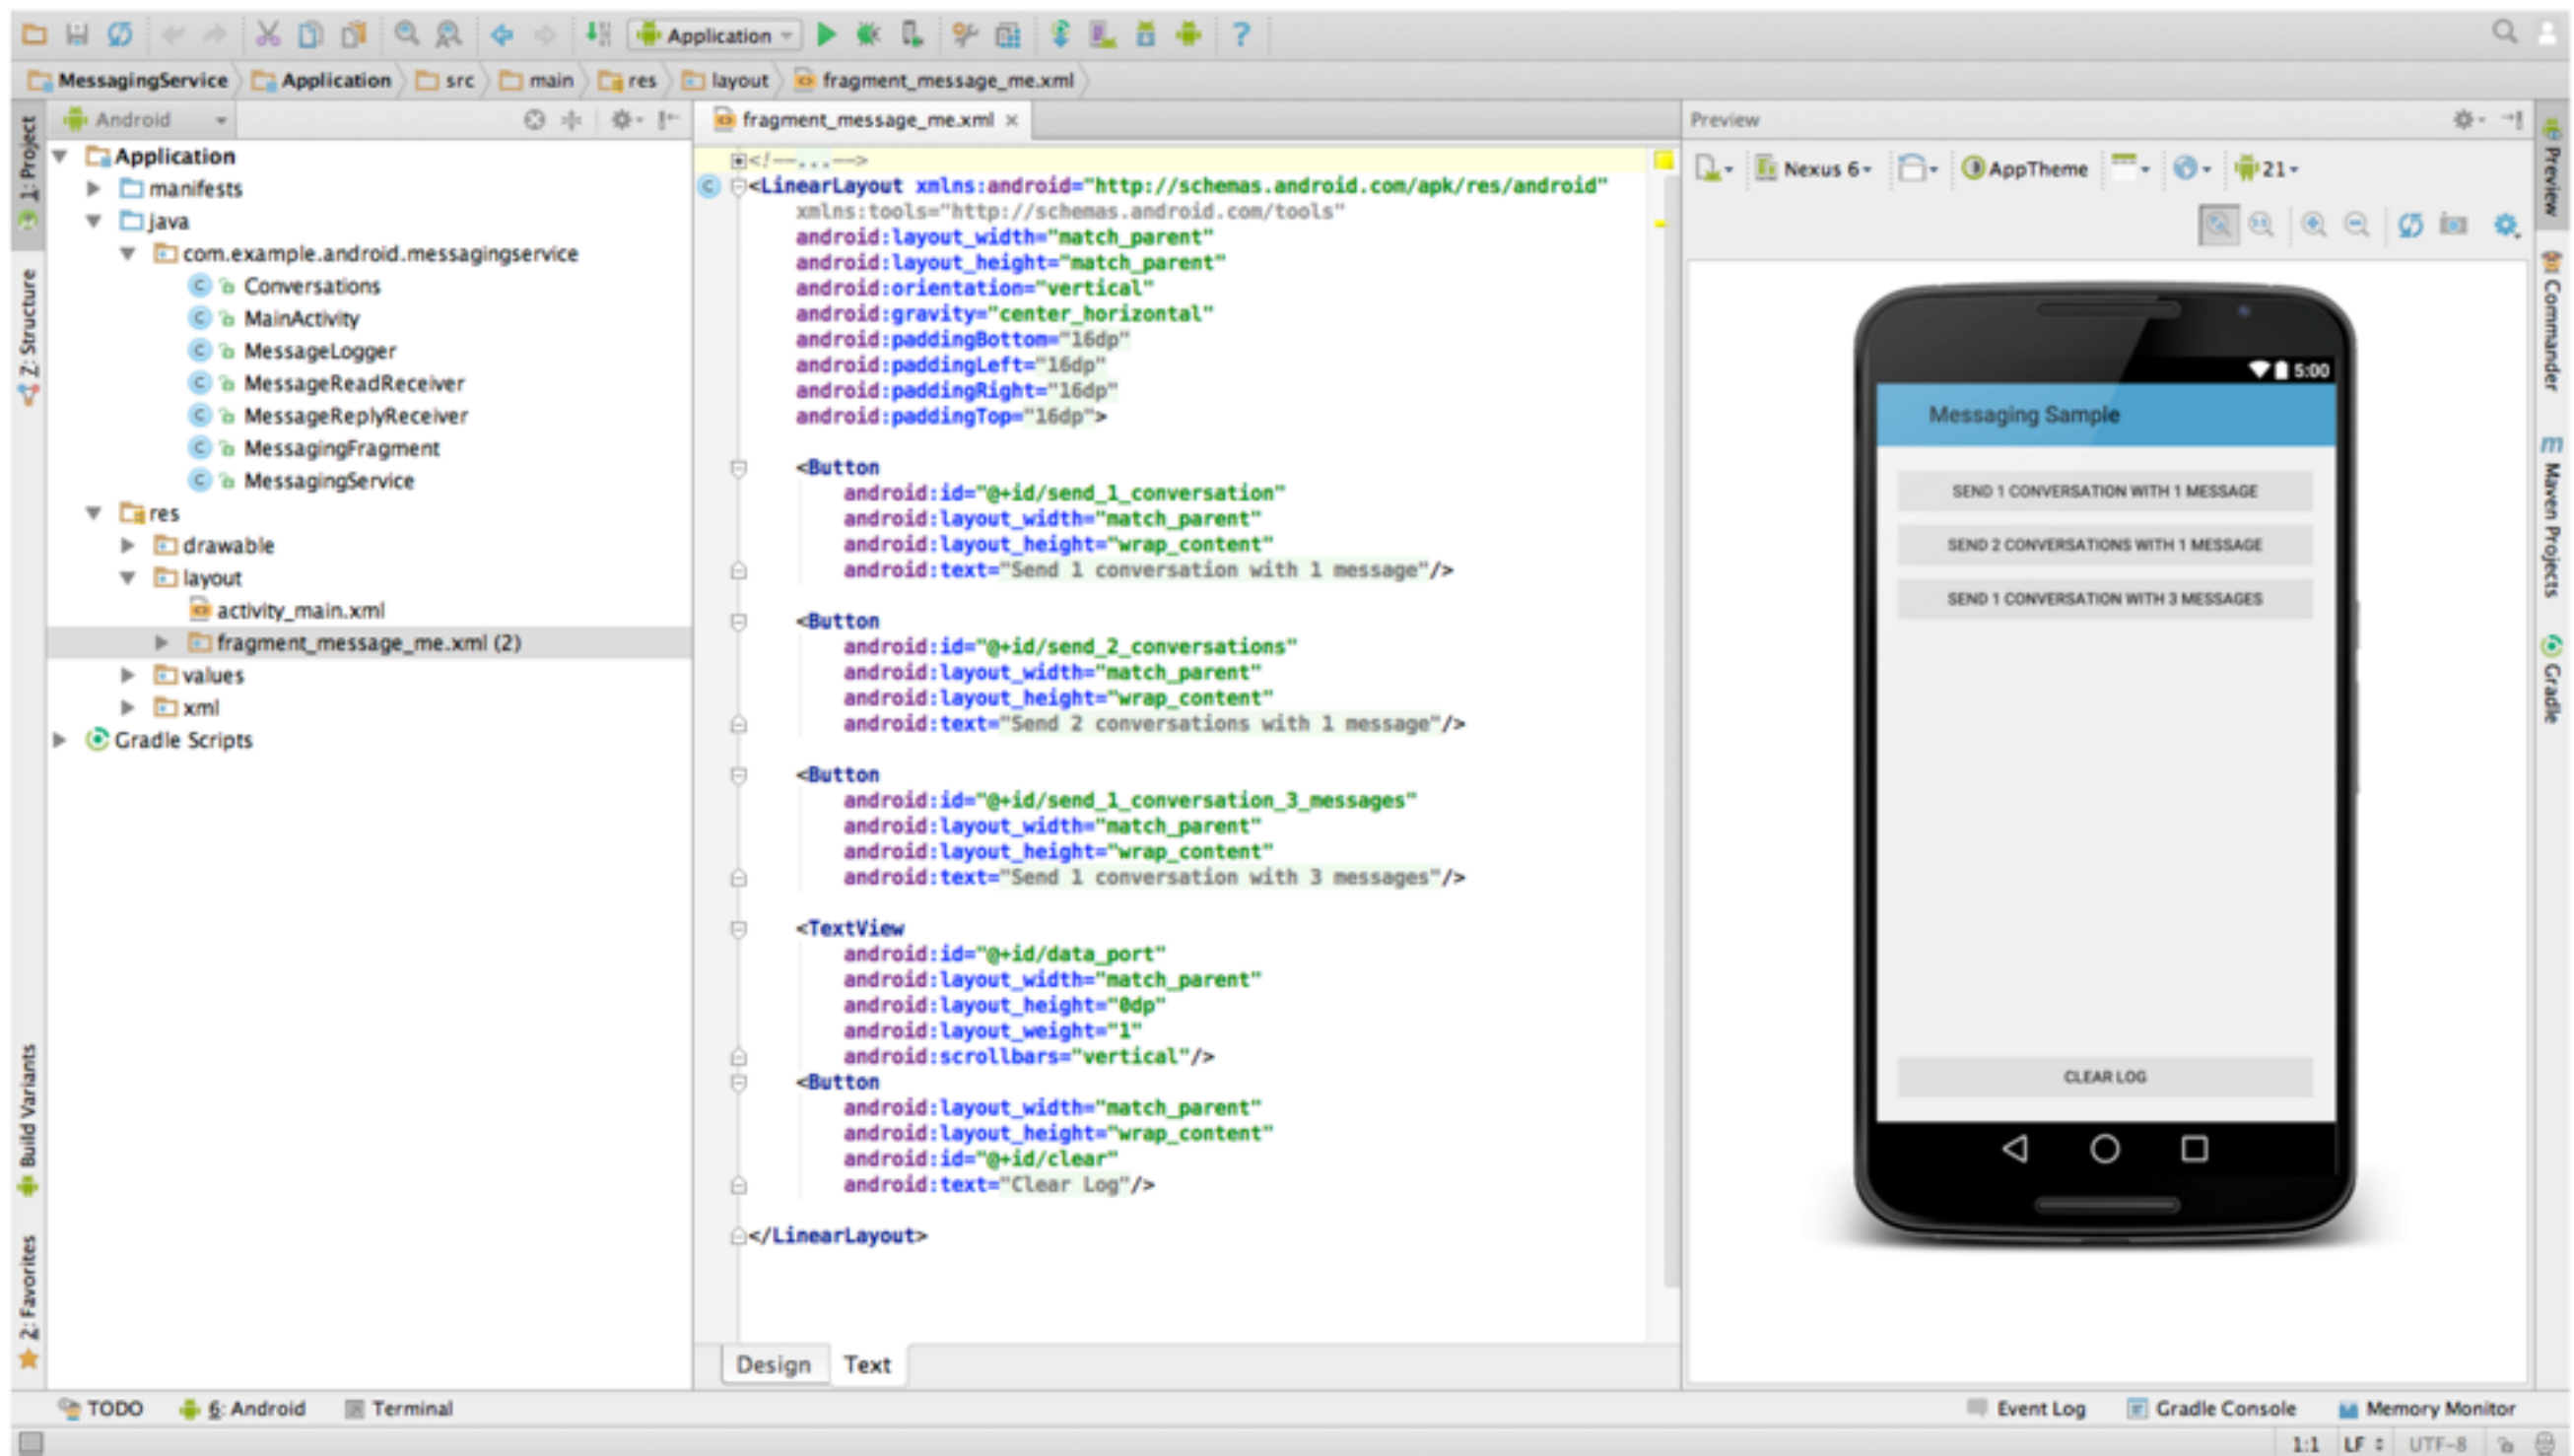 Application
MessagingService Application src main res layout fragment_message_me.xml
1: Project
Z: Structure
Build Variants
2: Favorites
Android
Application
manifests
java
com.example.android.messagingservice
Conversations
MainActivity
MessageLogger
MessageReadReceiver
MessageReplyReceiver
MessagingFragment
MessagingService
res
drawable
layout
activity_main.xml
fragment_message_me.xml (2)
values
xml
Gradle Scripts
fragment_message_me.xml
<!--...-->
<LinearLayout xmlns:android="http://schemas.android.com/apk/res/android"
xmlns:tools="http://schemas.android.com/tools"
android:layout_width="match_parent"
android:layout_height="match_parent"
android:orientation="vertical"
android:gravity="center_horizontal"
android:paddingBottom="16dp"
android:paddingLeft="16dp"
android:paddingRight="16dp"
android:paddingTop="16dp">
<Button
android:id="@+id/send_1_conversation"
android:layout_width="match_parent"
android:layout_height="wrap_content"
android:text="Send 1 conversation with 1 message"/>
<Button
android:id="@+id/send_2_conversations"
android:layout_width="match_parent"
android:layout_height="wrap_content"
android:text="Send 2 conversations with 1 message"/>
<Button
android:id="@+id/send_1_conversation_3_messages"
android:layout_width="match_parent"
android:layout_height="wrap_content"
android:text="Send 1 conversation with 3 messages"/>
<TextView
android:id="@+id/data_port"
android:layout_width="match_parent"
android:layout_height="0dp"
android:layout_weight="1"
android:scrollbars="vertical"/>
<Button
android:layout_width="match_parent"
android:layout_height="wrap_content"
android:id="@+id/clear"
android:text="Clear Log"/>
</LinearLayout>
Design Text
Preview
Nexus 6 AppTheme 21
5:00
Messaging Sample
SEND 1 CONVERSATION WITH 1 MESSAGE
SEND 2 CONVERSATIONS WITH 1 MESSAGE
SEND 1 CONVERSATION WITH 3 MESSAGES
CLEAR LOG
Preview
Commander
Maven Projects
Gradle
TODO 6: Android Terminal Event Log Gradle Console Memory Monitor
1:1 LF UTF-8